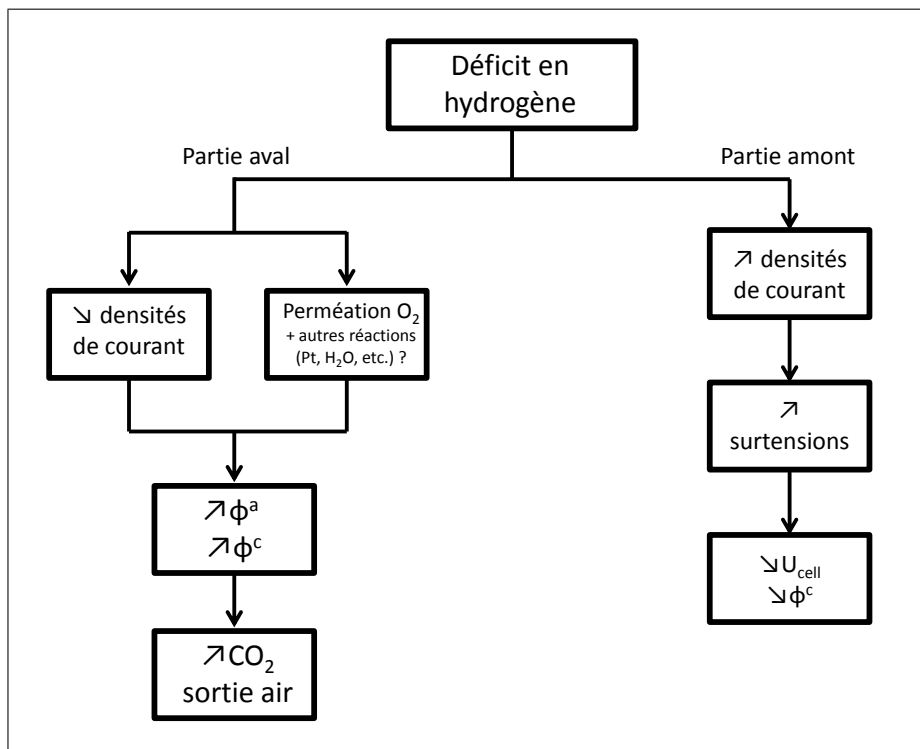 Déficit en
hydrogène
Partie aval
Partie amont
↘ densités
de courant
Perméation O₂
+ autres réactions
(Pt, H₂O, etc.) ?
↗ densités
de courant
↗
surtensions
↗ϕᵃ
↗ϕᶜ
↘U_cell
↘ϕᶜ
↗CO₂
sortie air